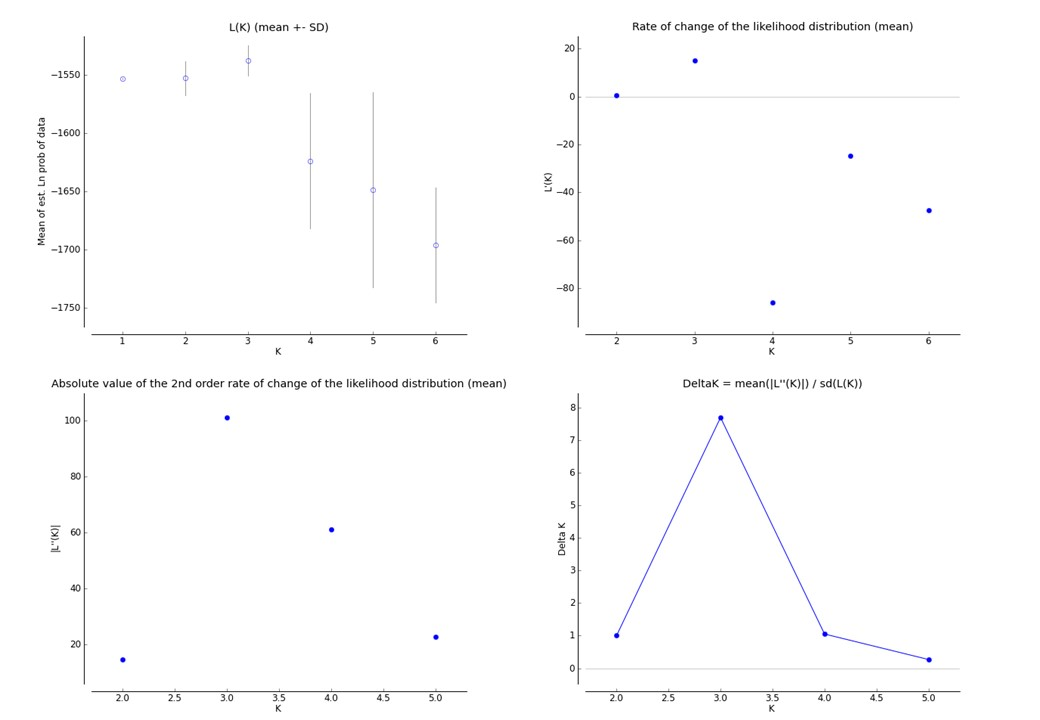 L(K) (mean +- SD)
Mean of est. Ln prob of data
−1550
−1600
−1650
−1700
−1750
1 2 3 4 5 6
K
Rate of change of the likelihood distribution (mean)
L'(K)
20
0
−20
−40
−60
−80
2 3 4 5 6
K
Absolute value of the 2nd order rate of change of the likelihood distribution (mean)
|L''(K)|
100
80
60
40
20
2.0 2.5 3.0 3.5 4.0 4.5 5.0
K
DeltaK = mean(|L''(K)|) / sd(L(K))
Delta K
8
7
6
5
4
3
2
1
0
2.0 2.5 3.0 3.5 4.0 4.5 5.0
K